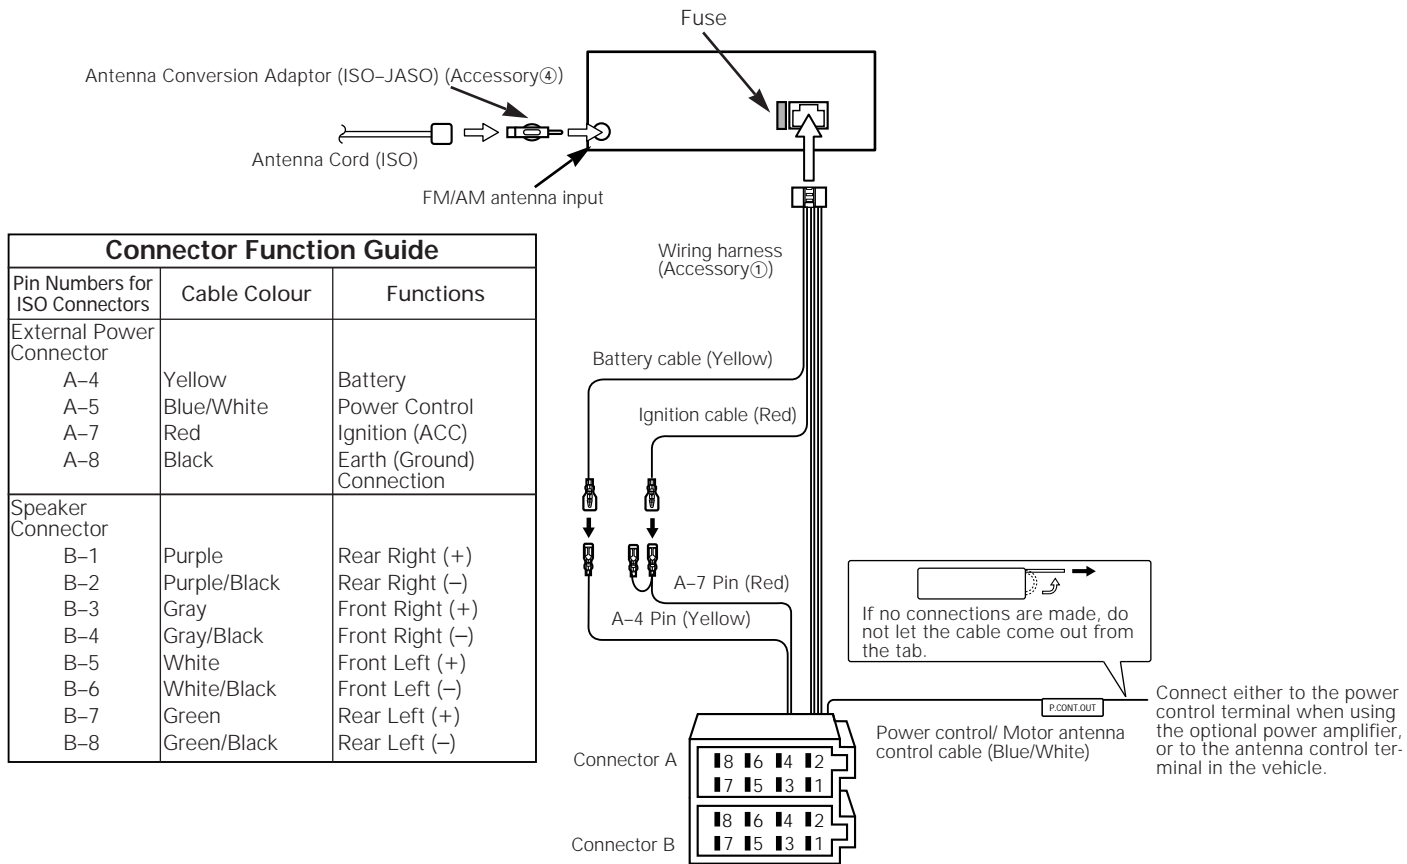 Fuse
Antenna Conversion Adaptor (ISO–JASO) (Accessory④)
Antenna Cord (ISO)
FM/AM antenna input
Wiring harness
(Accessory①)
Connector Function Guide
Pin Numbers for
ISO Connectors
Cable Colour
Functions
External Power
Connector
A–4 Yellow Battery
A–5 Blue/White Power Control
A–7 Red Ignition (ACC)
A–8 Black Earth (Ground)
Connection
Speaker
Connector
B–1 Purple Rear Right (+)
B–2 Purple/Black Rear Right (–)
B–3 Gray Front Right (+)
B–4 Gray/Black Front Right (–)
B–5 White Front Left (+)
B–6 White/Black Front Left (–)
B–7 Green Rear Left (+)
B–8 Green/Black Rear Left (–)
Battery cable (Yellow)
Ignition cable (Red)
A–7 Pin (Red)
A–4 Pin (Yellow)
If no connections are made, do
not let the cable come out from
the tab.
P.CONT.OUT
Power control/ Motor antenna
control cable (Blue/White)
Connect either to the power
control terminal when using
the optional power amplifier,
or to the antenna control ter-
minal in the vehicle.
Connector A
8 6 4 2
7 5 3 1
Connector B
8 6 4 2
7 5 3 1